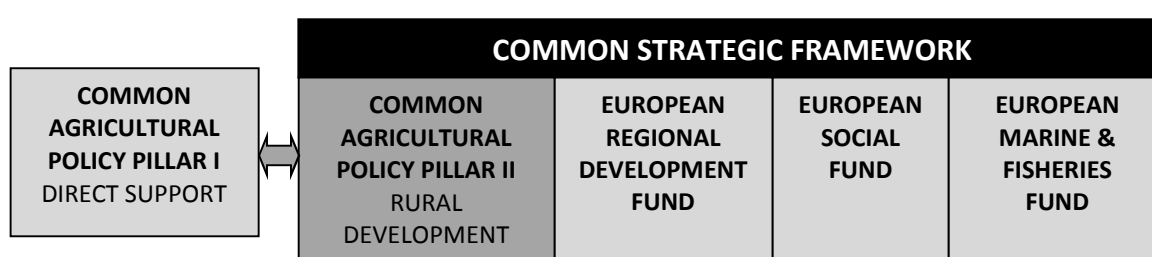 COMMON STRATEGIC FRAMEWORK
COMMON
AGRICULTURAL
POLICY PILLAR I
DIRECT SUPPORT
COMMON
AGRICULTURAL
POLICY PILLAR II
RURAL
DEVELOPMENT
EUROPEAN
REGIONAL
DEVELOPMENT
FUND
EUROPEAN
SOCIAL
FUND
EUROPEAN
MARINE &
FISHERIES
FUND